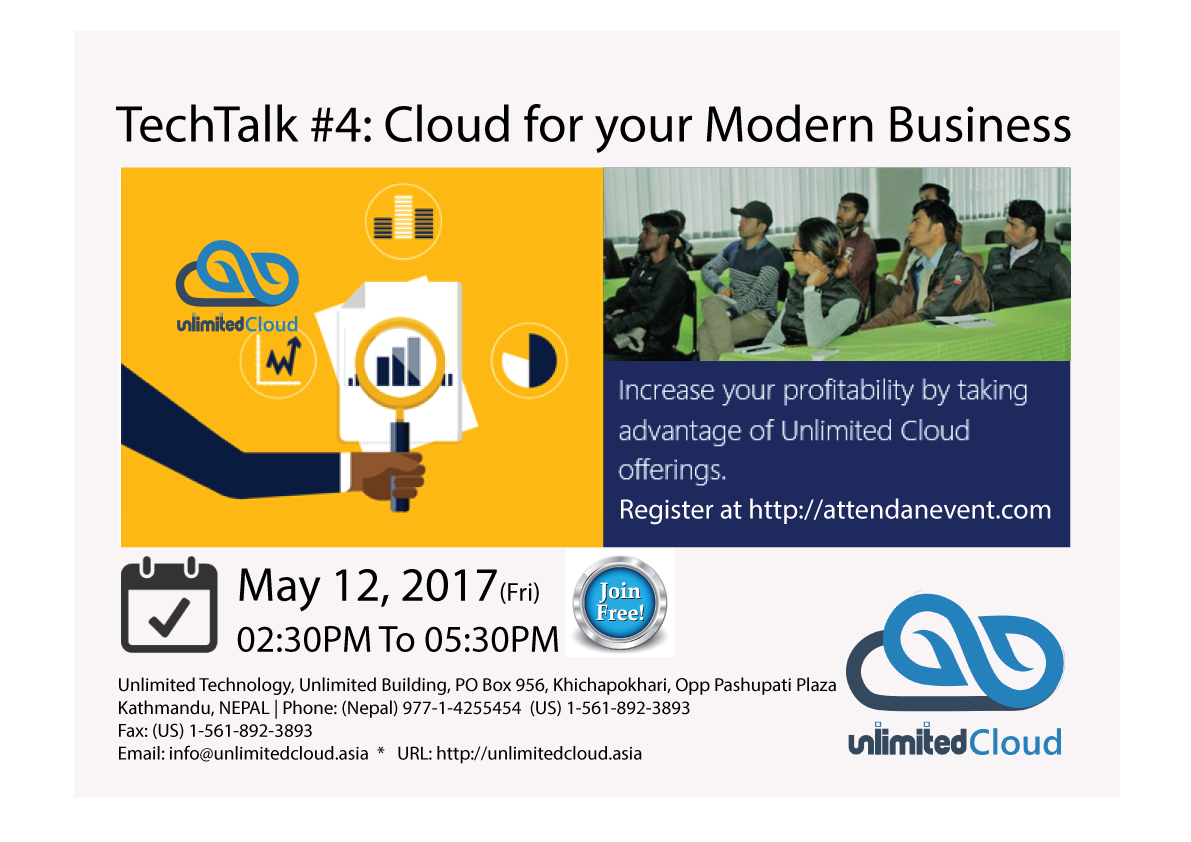 TechTalk #4: Cloud for your Modern Business
unlimitedCloud
Increase your profitability by taking
advantage of Unlimited Cloud
offerings.
Register at http://attendanevent.com
May 12, 2017(Fri)
02:30PM To 05:30PM
Join
Free!
Unlimited Technology, Unlimited Building, PO Box 956, Khichapokhari, Opp Pashupati Plaza
Kathmandu, NEPAL | Phone: (Nepal) 977-1-4255454 (US) 1-561-892-3893
Fax: (US) 1-561-892-3893
Email: info@unlimitedcloud.asia * URL: http://unlimitedcloud.asia
unlimitedCloud